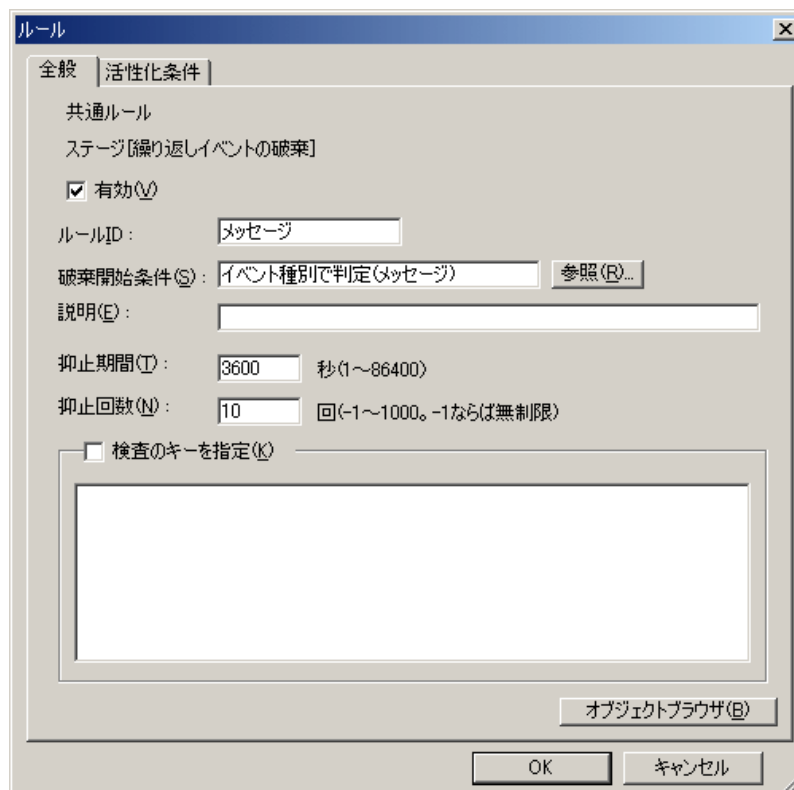 ルール
全般 活性化条件
共通ルール
ステージ[繰り返しイベントの破棄]
有効(V)
ルールID： メッセージ
破棄開始条件(S)： イベント種別で判定(メッセージ) 参照(R)...
説明(E)：
抑止期間(T)： 3600 秒(1～86400)
抑止回数(N)： 10 回(-1～1000。-1ならば無制限)
検査のキーを指定(K)
オブジェクトブラウザ(B)
OK キャンセル